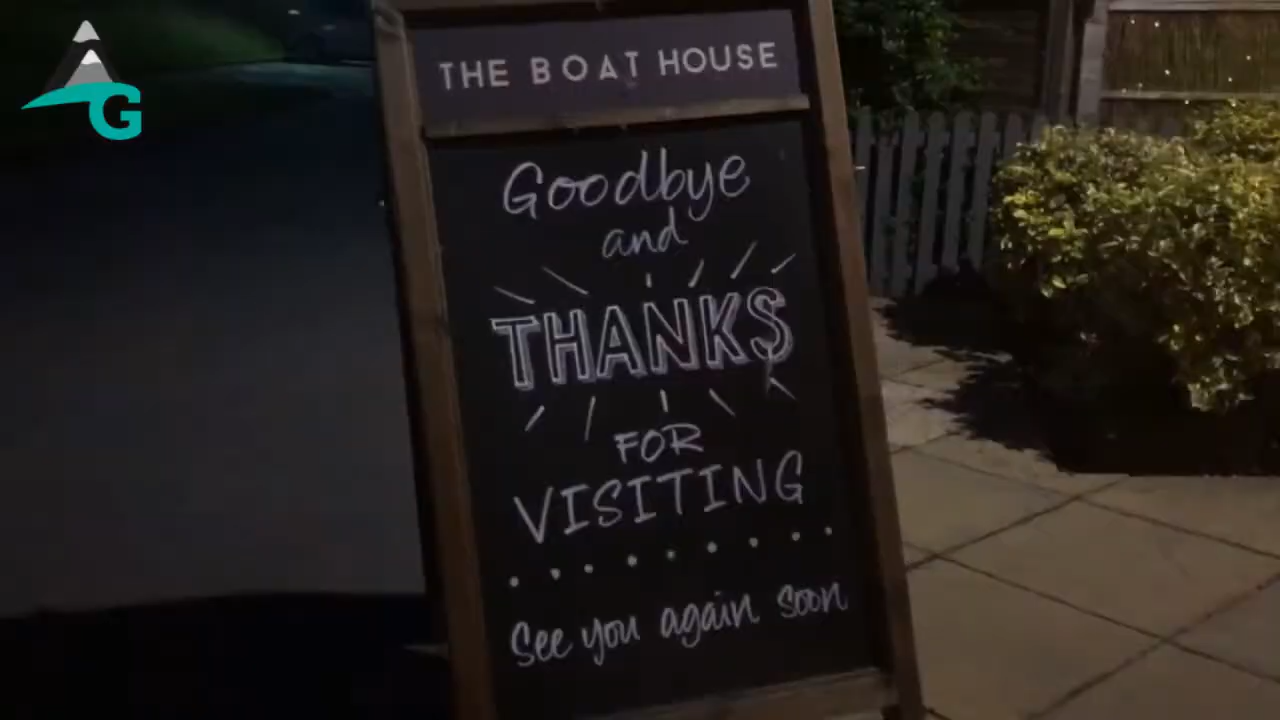 G
THE BOAT HOUSE
Goodbye
and
THANKS
FOR
VISITING
See you again soon